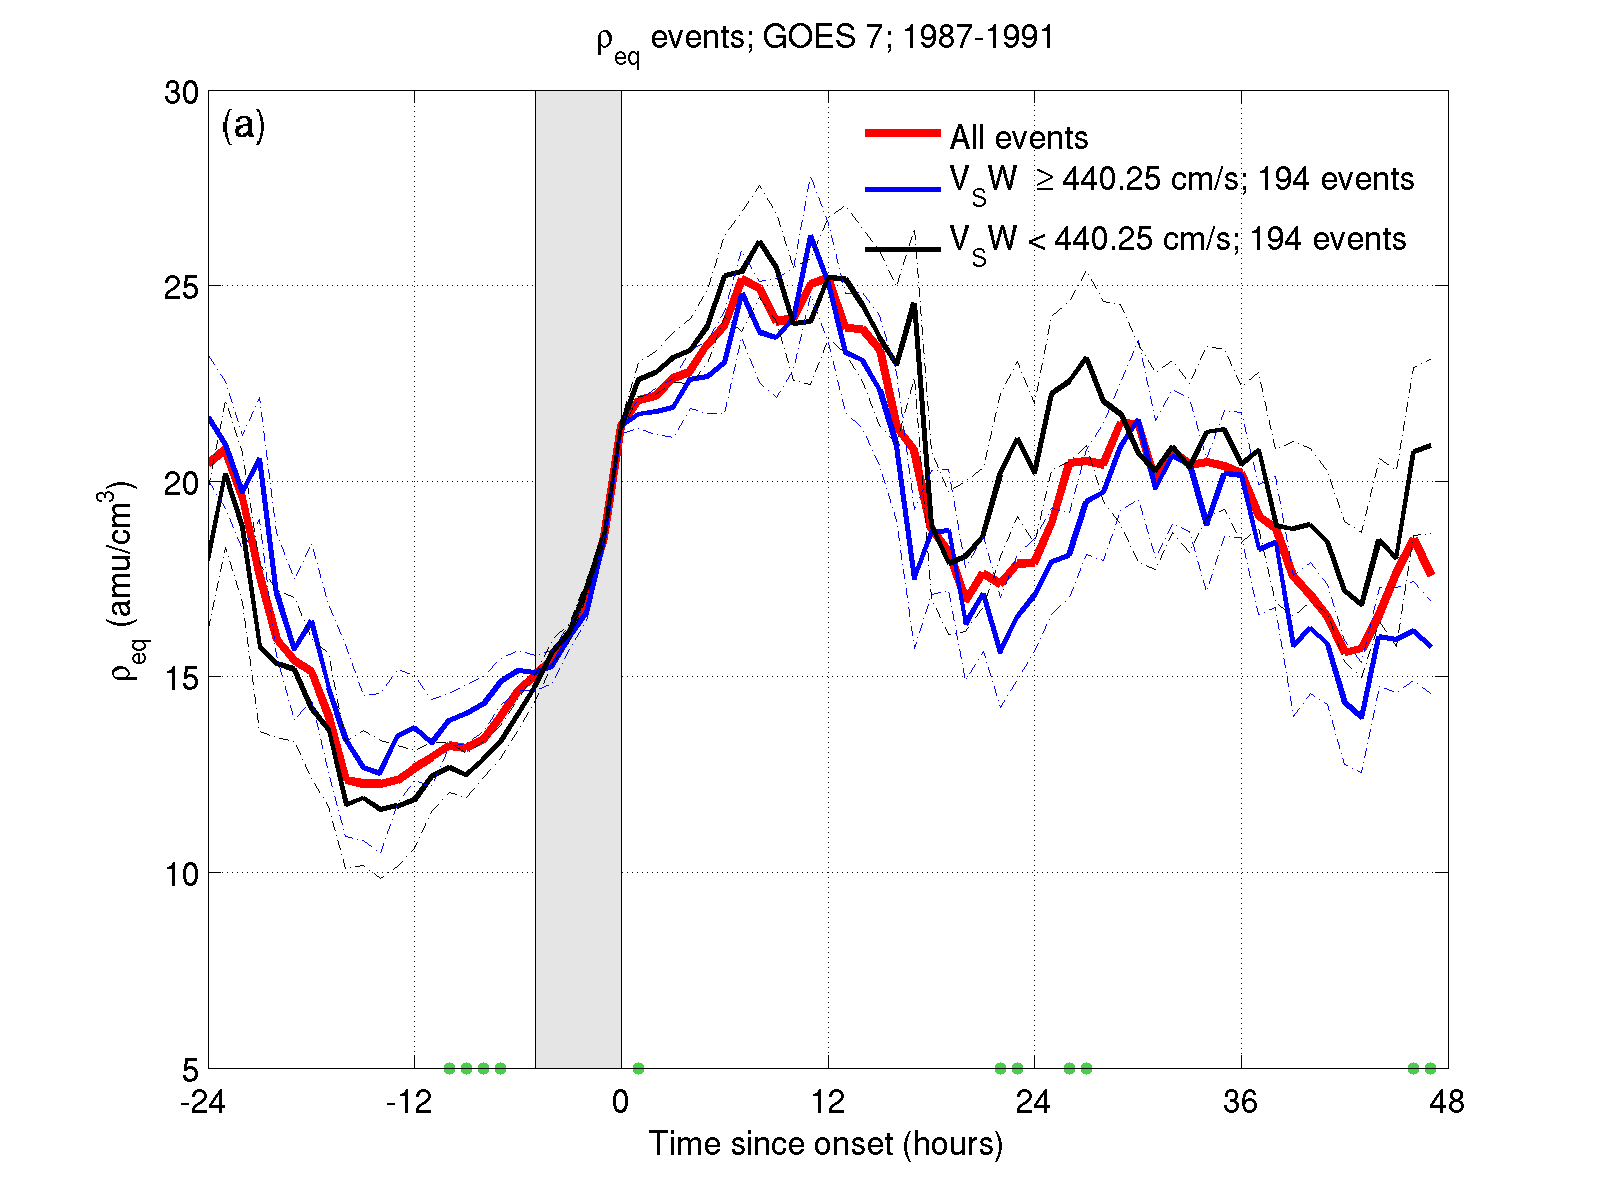 ρeq events; GOES 7; 1987-1991
(a)
All events
VSW ≥ 440.25 cm/s; 194 events
VSW < 440.25 cm/s; 194 events
30
25
20
15
10
5
ρeq (amu/cm3)
-24 -12 0 12 24 36 48
Time since onset (hours)